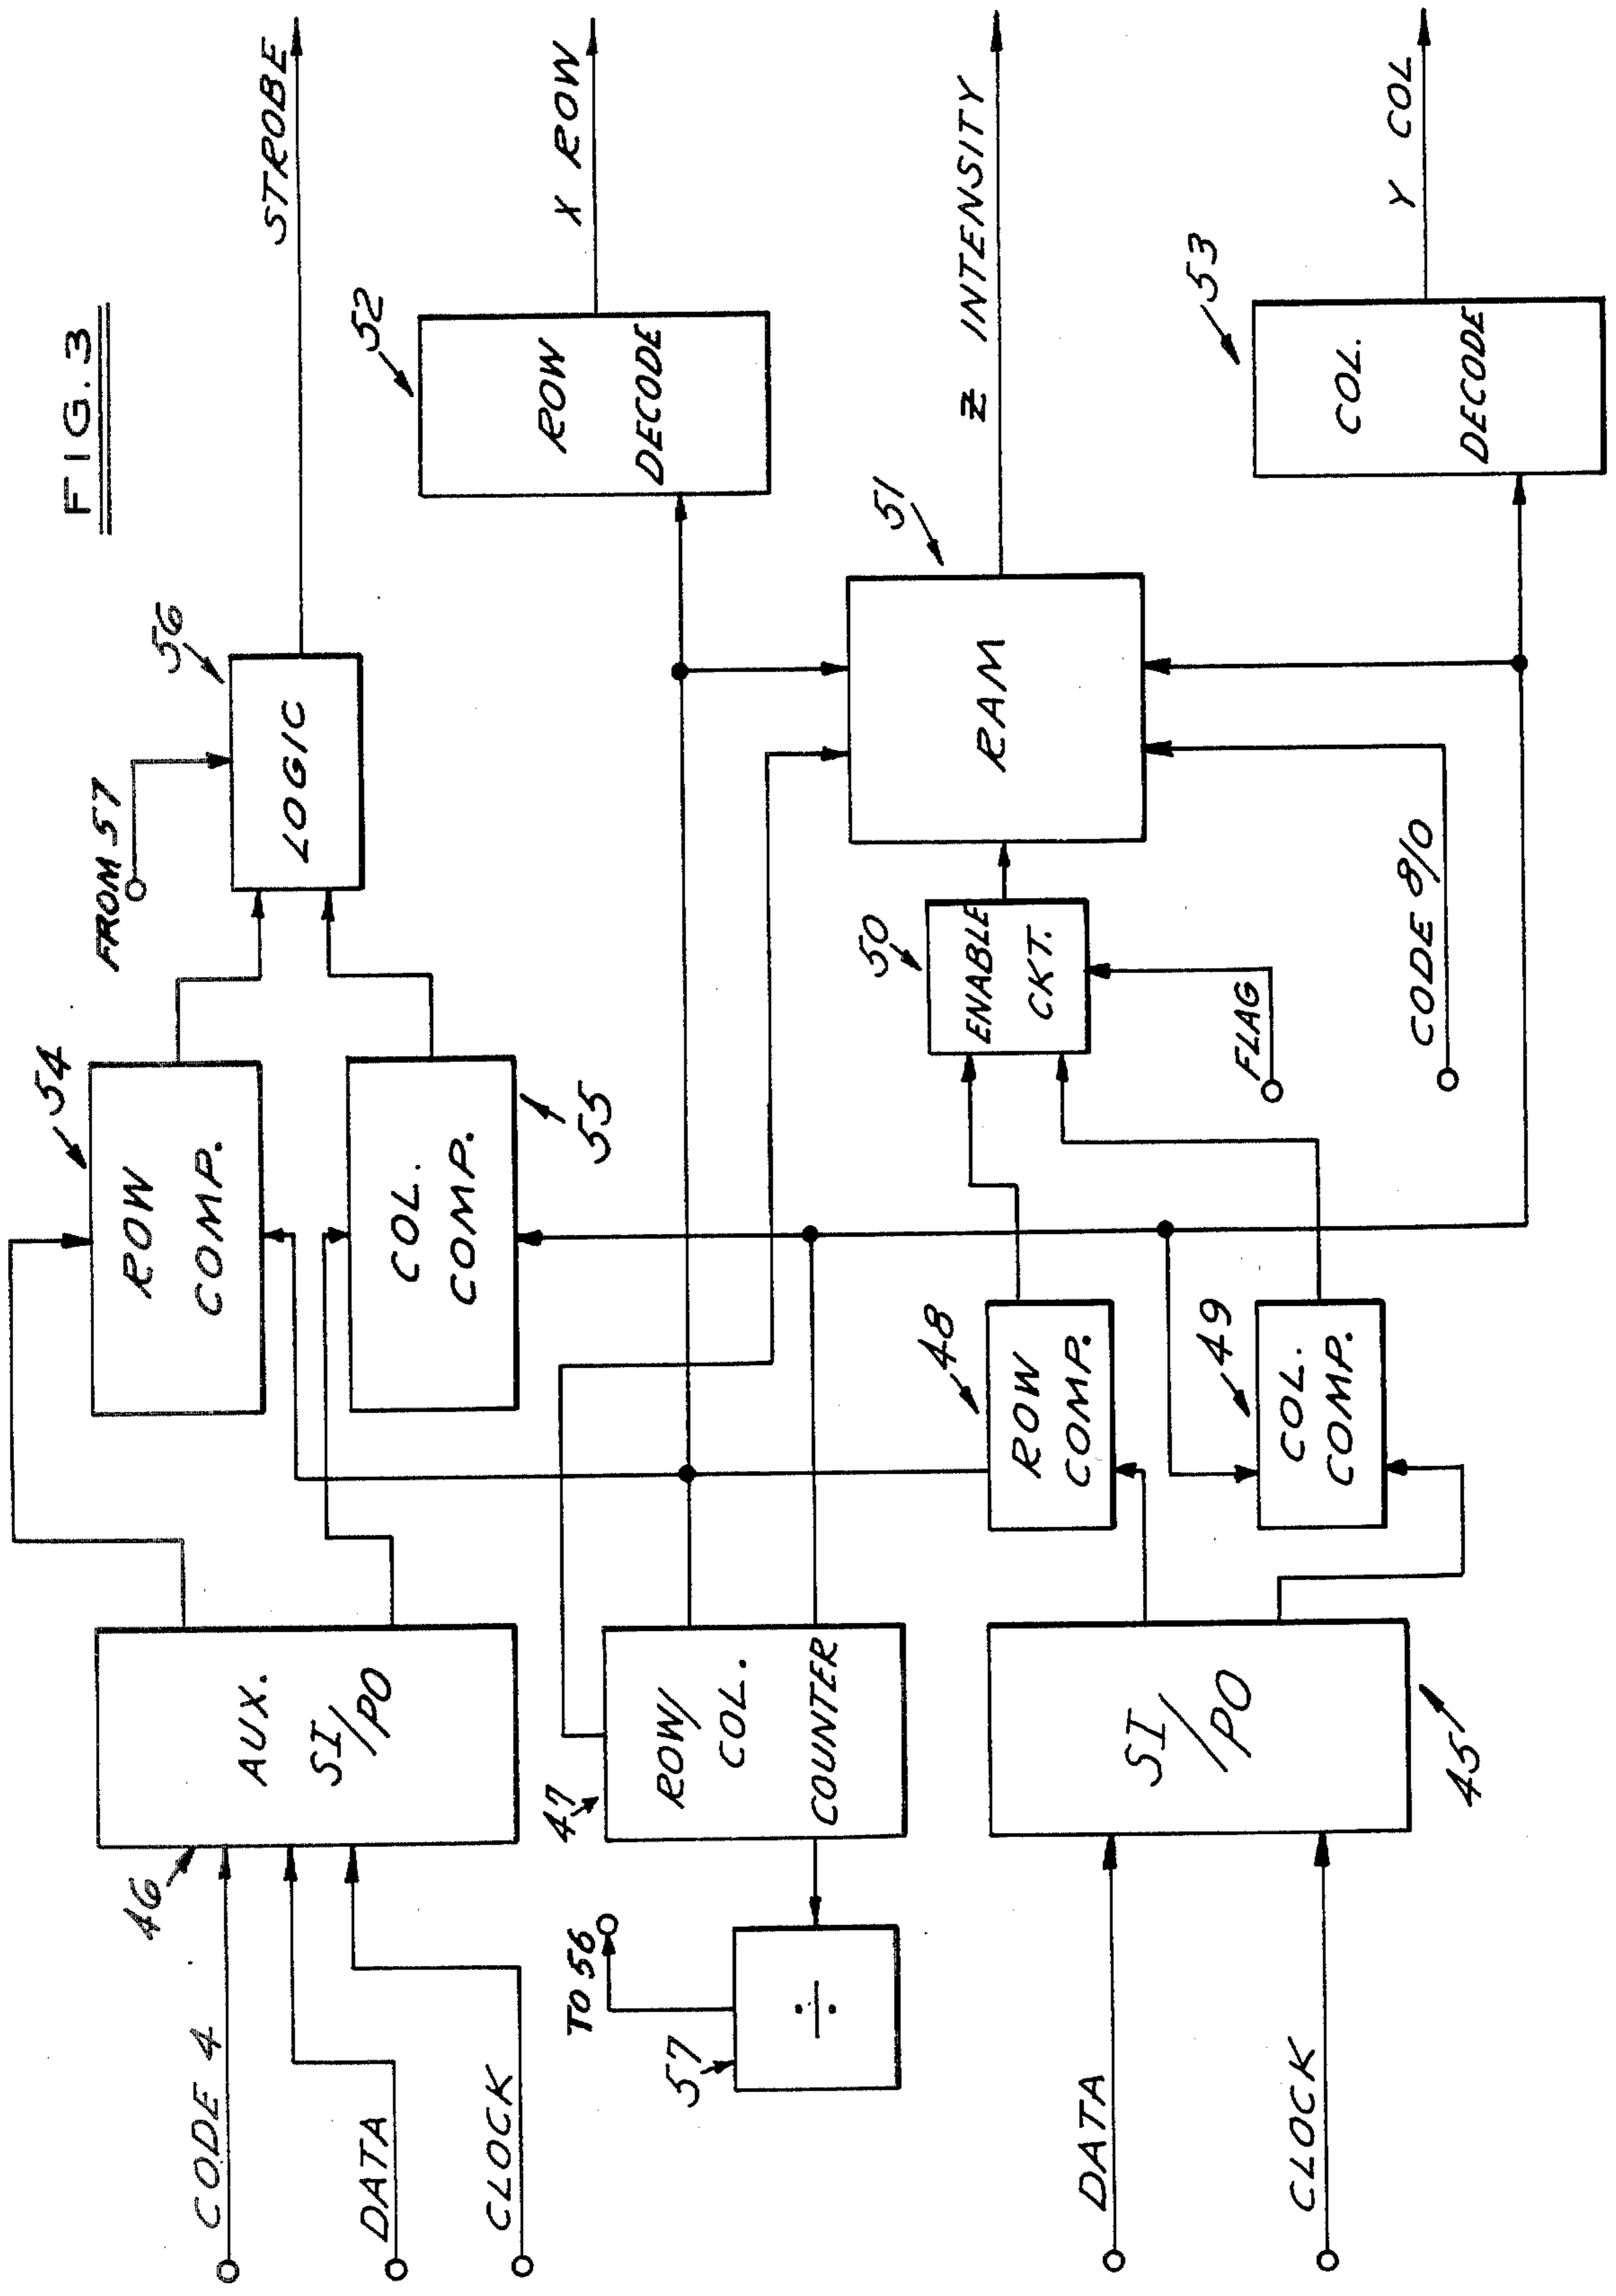 FIG. 3
CODE 4
DATA
CLOCK
46
AUX.
SI/PO
54
ROW
COMP.
COL.
COMP.
55
FROM 57
56
LOGIC
STROBE
52
ROW
DECODE
X ROW
TO 56
57
÷
47
ROW/
COL.
COUNTER
DATA
CLOCK
SI/PO
45
48
ROW
COMP.
49
COL.
COMP.
50
ENABLE
CKT.
FLAG
CODE 8/0
51
RAM
Z INTENSITY
53
COL.
DECODE
Y COL